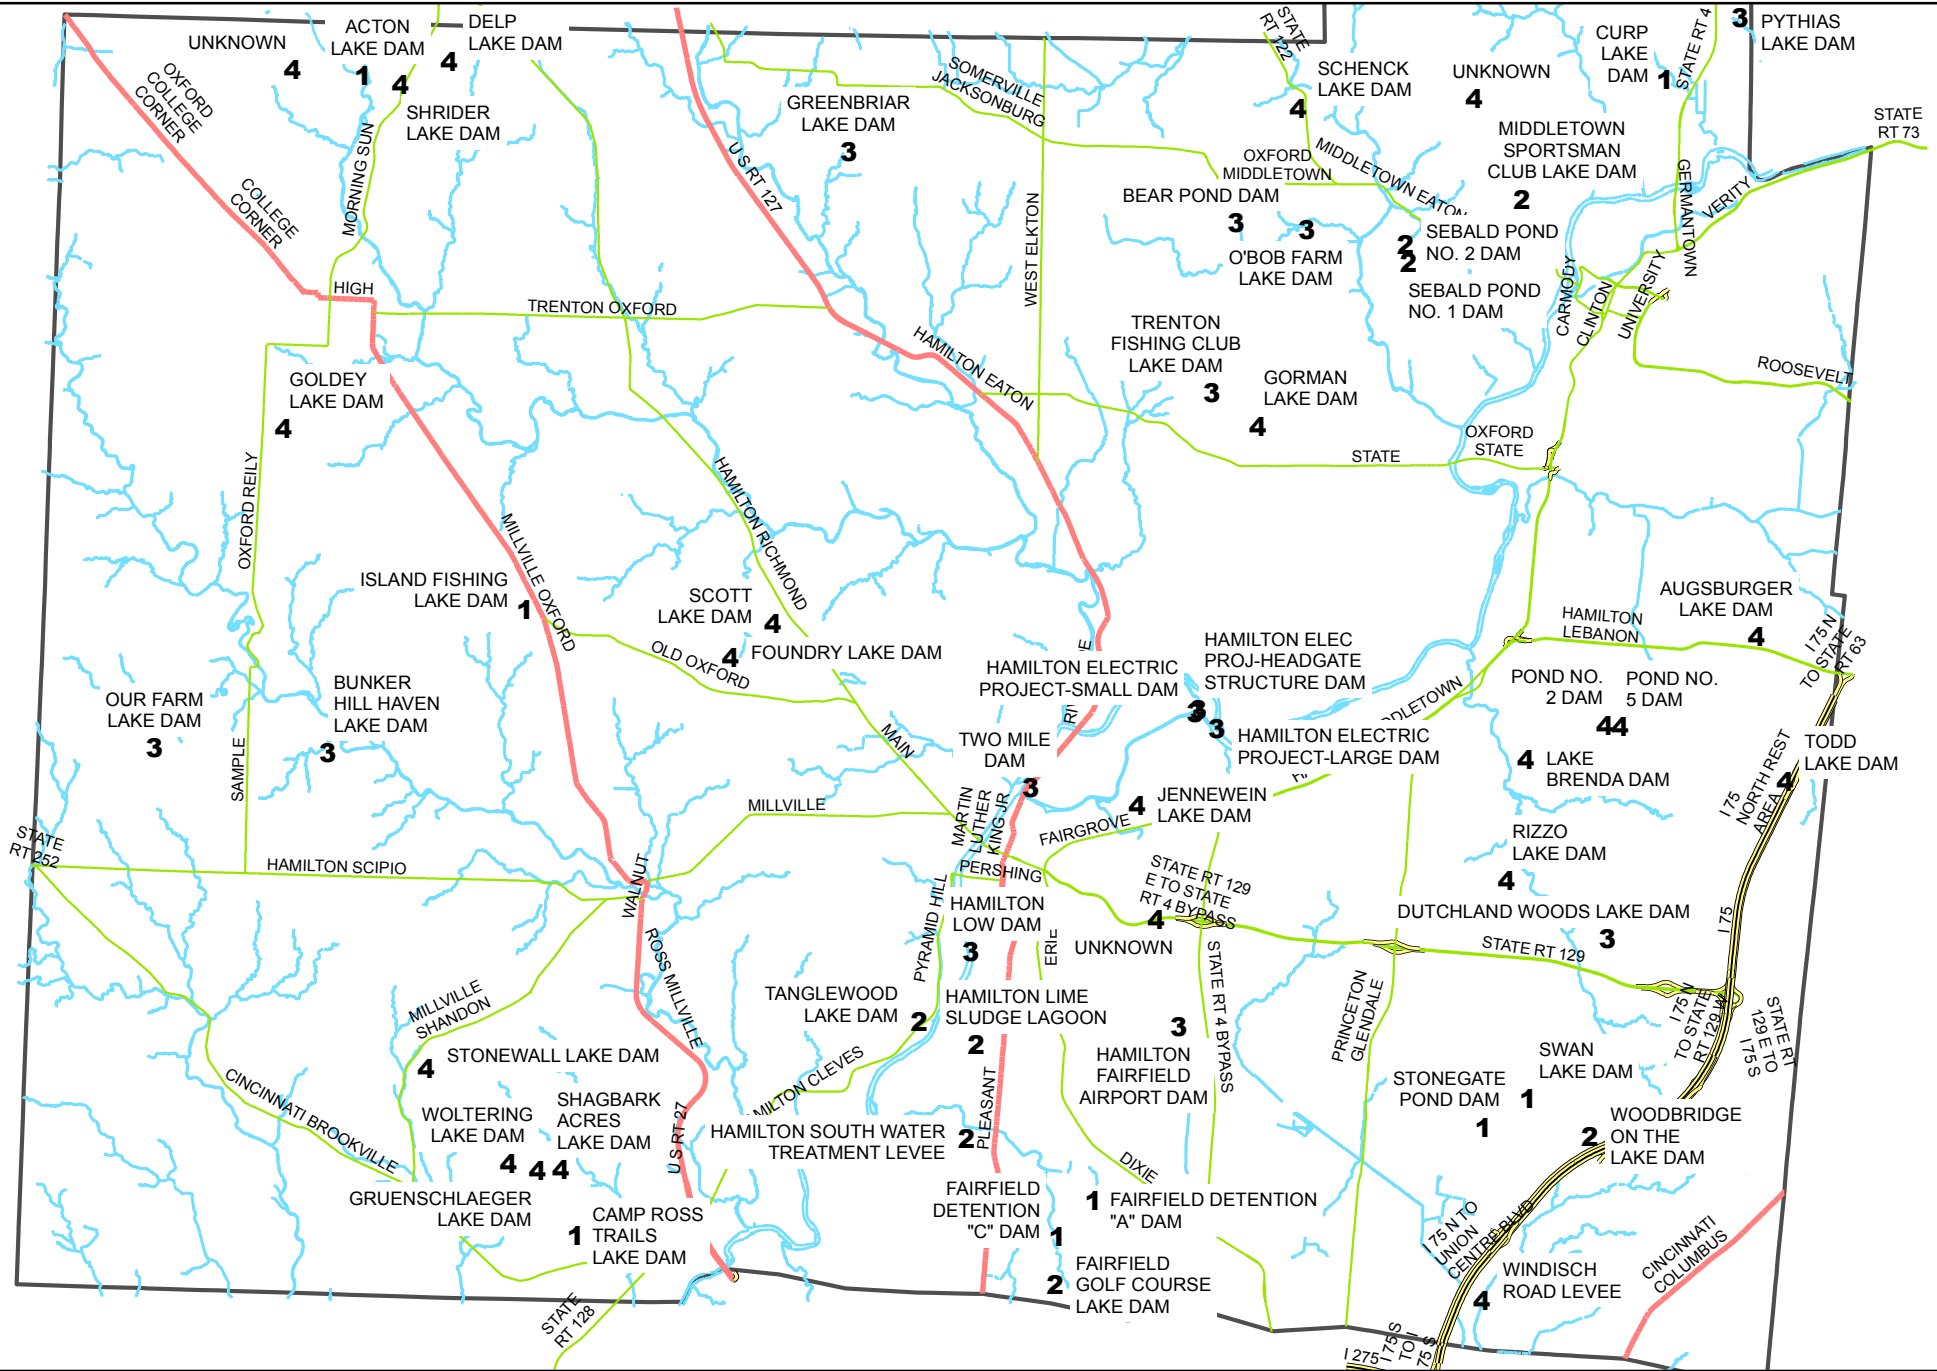 UNKNOWN
4
ACTON
LAKE DAM
1
DELP
LAKE DAM
4
4
SHRIDER
LAKE DAM
OXFORD
COLLEGE
CORNER
COLLEGE
CORNER
MORNING SUN
HIGH
TRENTON OXFORD
U S RT 127
GREENBRIAR
LAKE DAM
3
SOMERVILLE
JACKSONBURG
WEST ELKTON
HAMILTON EATON
STATE
RT 122
SCHENCK
LAKE DAM
4
UNKNOWN
4
CURP
LAKE
DAM
1
STATE RT 4
3
PYTHIAS
LAKE DAM
STATE
RT 73
MIDDLETOWN
SPORTSMAN
CLUB LAKE DAM
2
OXFORD
MIDDLETOWN
MIDDLETOWN EATON
BEAR POND DAM
3
3
O'BOB FARM
LAKE DAM
2
SEBALD POND
NO. 2 DAM
2
SEBALD POND
NO. 1 DAM
GERMANTOWN
VERITY
CARMODY
CLINTON
UNIVERSITY
ROOSEVELT
TRENTON
FISHING CLUB
LAKE DAM
3
GORMAN
LAKE DAM
4
STATE
OXFORD
STATE
GOLDEY
LAKE DAM
4
OXFORD REILY
HAMILTON RICHMOND
MILLVILLE OXFORD
ISLAND FISHING
LAKE DAM
1
SCOTT
LAKE DAM
4
4
FOUNDRY LAKE DAM
OLD OXFORD
OUR FARM
LAKE DAM
3
BUNKER
HILL HAVEN
LAKE DAM
3
SAMPLE
MAIN
MILLVILLE
HAMILTON ELECTRIC
PROJECT-SMALL DAM
HAMILTON ELEC
PROJ-HEADGATE
STRUCTURE DAM
3
3
3
HAMILTON ELECTRIC
PROJECT-LARGE DAM
TWO MILE
DAM
3
MARTIN
LUTHER
KING JR
FAIRGROVE
4
JENNEWEIN
LAKE DAM
AUGSBURGER
LAKE DAM
4
HAMILTON
LEBANON
I 75 N
TO STATE
RT 63
POND NO.
2 DAM
POND NO.
5 DAM
44
4
LAKE
BRENDA DAM
TODD
LAKE DAM
4
I 75
NORTH REST
AREA
RIZZO
LAKE DAM
4
STATE
RT 252
HAMILTON SCIPIO
WALNUT
PYRAMID HILL
PERSHING
ERIE
HAMILTON
LOW DAM
3
STATE RT 129
E TO STATE
RT 4 BYPASS
4
UNKNOWN
DUTCHLAND WOODS LAKE DAM
3
STATE RT 129
I 75
I 75 N
TO STATE
RT 129 W
STATE RT
129 E TO
I 75 S
ROSS MILLVILLE
MILLVILLE
SHANDON
TANGLEWOOD
LAKE DAM
2
HAMILTON LIME
SLUDGE LAGOON
2
3
HAMILTON
FAIRFIELD
AIRPORT DAM
STATE RT 4 BYPASS
PRINCETON
GLENDALE
4
STONEWALL LAKE DAM
CINCINNATI BROOKVILLE
WOLTERING
LAKE DAM
4
SHAGBARK
ACRES
LAKE DAM
4
4
U S RT 27
PLEASANT
HAMILTON SOUTH WATER
TREATMENT LEVEE
2
SWAN
LAKE DAM
1
STONEGATE
POND DAM
1
2
WOODBRIDGE
ON THE
LAKE DAM
DIXIE
GRUENSCHLAEGER
LAKE DAM
1
CAMP ROSS
TRAILS
LAKE DAM
FAIRFIELD
DETENTION
"C" DAM
1
1
FAIRFIELD DETENTION
"A" DAM
2
FAIRFIELD
GOLF COURSE
LAKE DAM
I 75 N TO
UNION
CENTRE BLVD
4
WINDISCH
ROAD LEVEE
CINCINNATI
COLUMBUS
STATE
RT 128
I 275
I 75 S
TO I
75 S